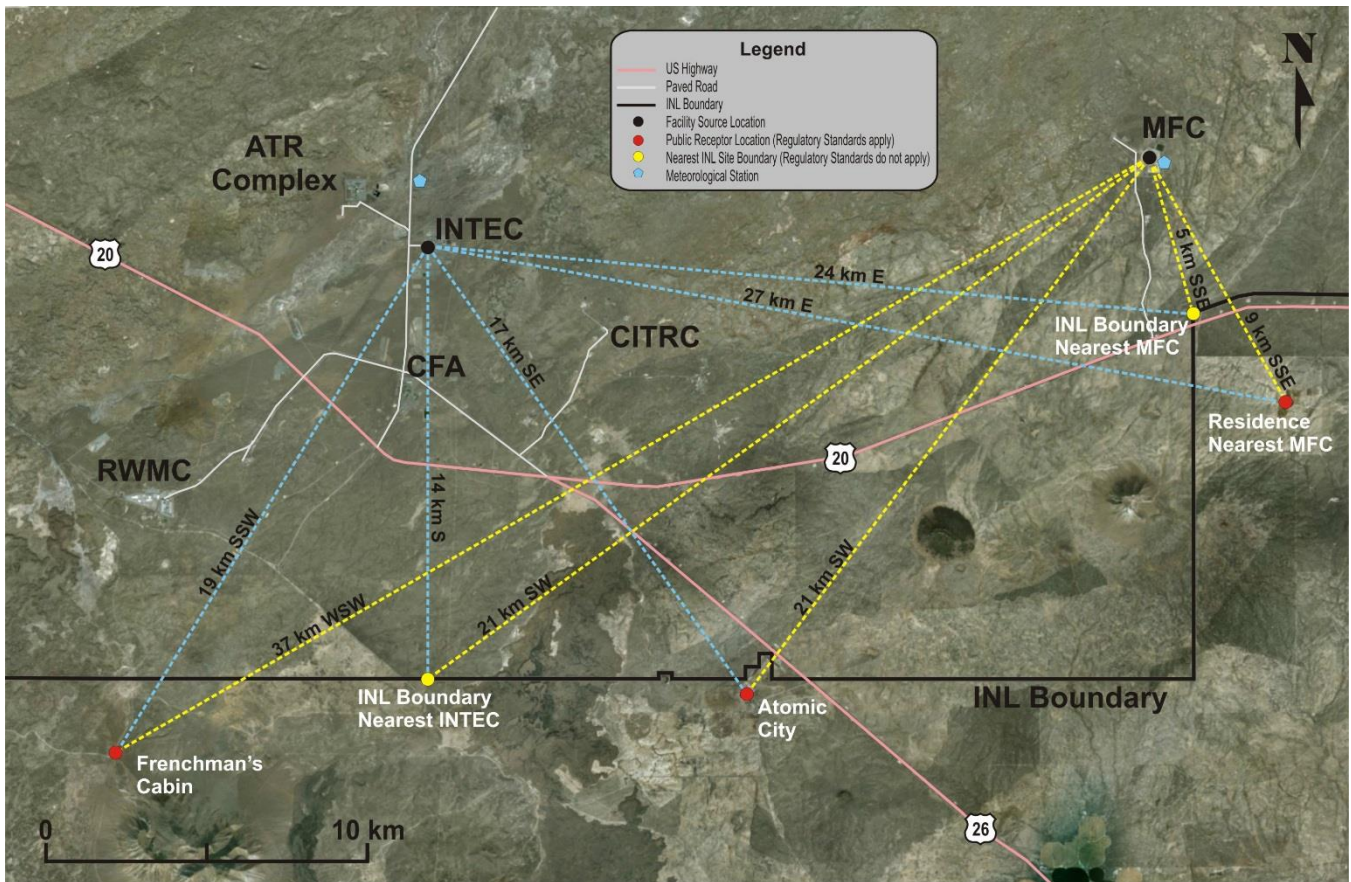 Legend
US Highway
Paved Road
INL Boundary
Facility Source Location
Public Receptor Location (Regulatory Standards apply)
Nearest INL Site Boundary (Regulatory Standards do not apply)
Meteorological Station
N
MFC
ATR
Complex
INTEC
20
24 km E
27 km E
5 km SSE
9 km SSE
INL Boundary
Nearest MFC
17 km SE
CITRC
CFA
Residence
Nearest MFC
20
RWMC
14 km S
19 km SSW
21 km SW
21 km SW
37 km WSW
INL Boundary
Nearest INTEC
Atomic
City
INL Boundary
Frenchman's
Cabin
0
10 km
26